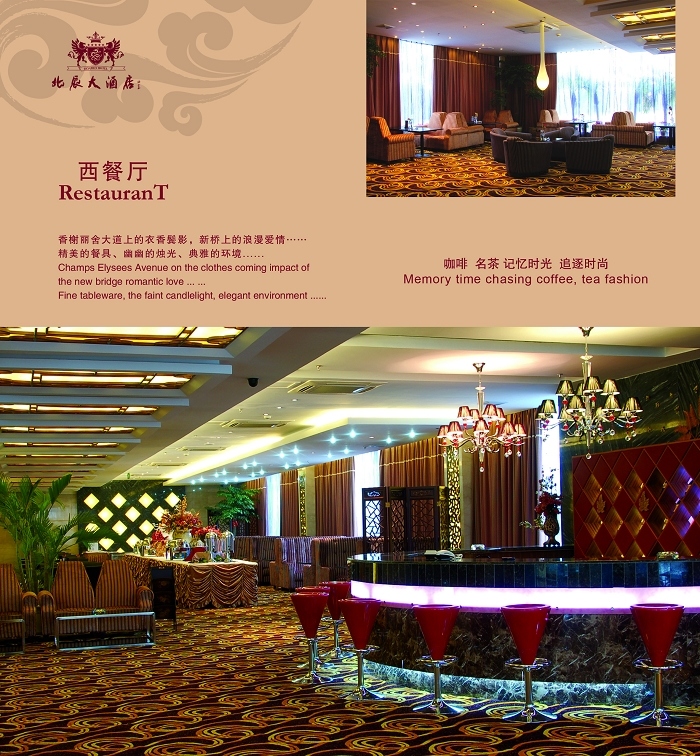 北辰大酒店
西餐厅
RestauranT
香榭丽舍大道上的衣香鬓影，新桥上的浪漫爱情……
精美的餐具、幽幽的烛光、典雅的环境……
Champs Elysees Avenue on the clothes coming impact of
the new bridge romantic love ... ...
Fine tableware, the faint candlelight, elegant environment ......
咖啡 名茶 记忆时光 追逐时尚
Memory time chasing coffee, tea fashion